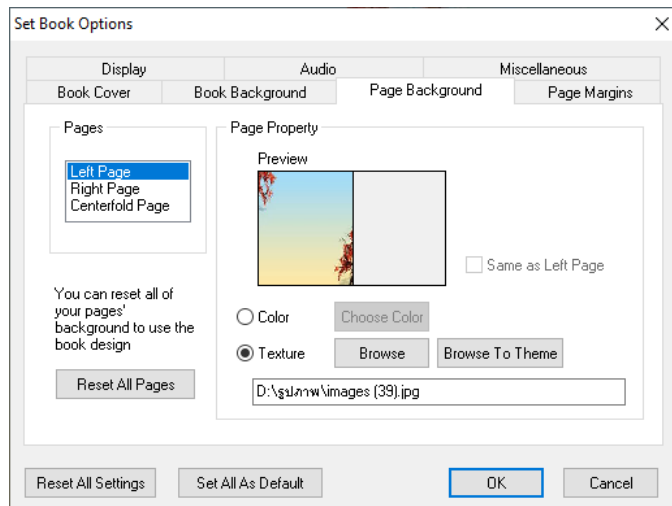 Set Book Options
Display Audio Miscellaneous
Book Cover Book Background Page Background Page Margins
Pages
Left Page
Right Page
Centerfold Page
You can reset all of
your pages'
background to use the
book design
Reset All Pages
Page Property
Preview
Same as Left Page
Color Choose Color
Texture Browse Browse To Theme
D:\รูปภาพ\images (39).jpg
Reset All Settings Set All As Default OK Cancel